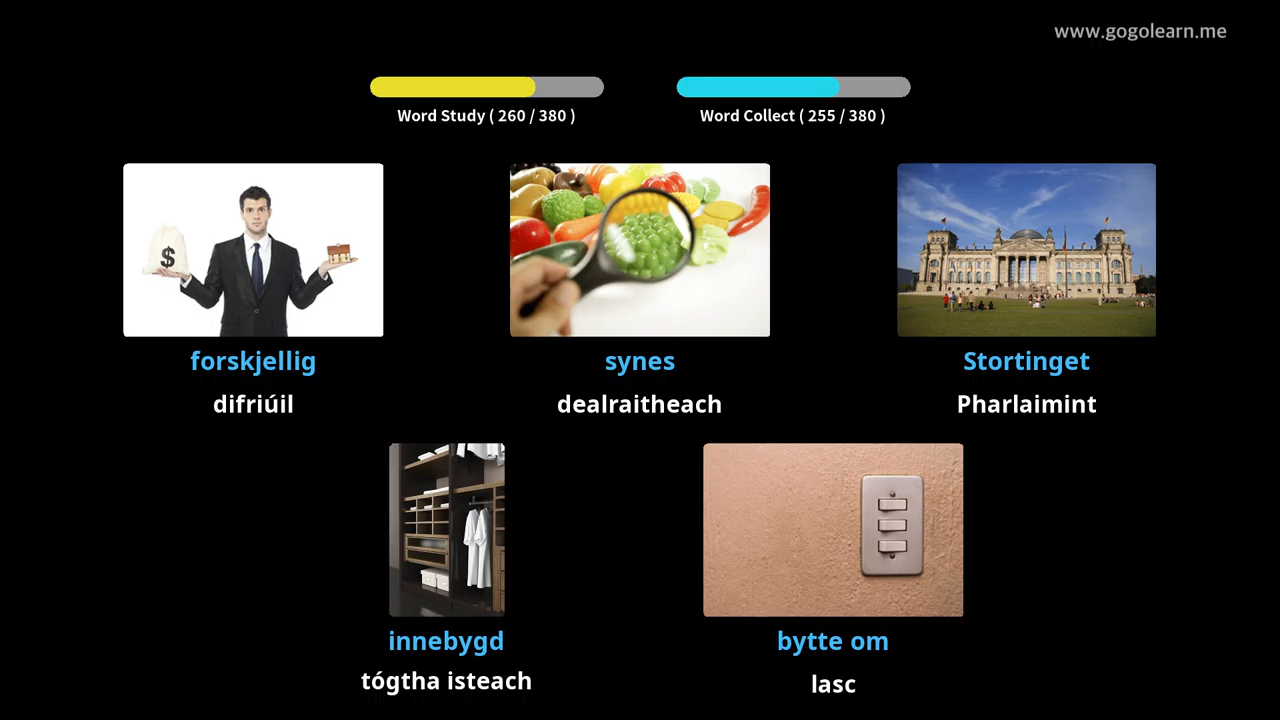 www.gogolearn.me
Word Study ( 260 / 380 )
Word Collect ( 255 / 380 )
$
forskjellig
synes
Stortinget
difriúil
dealraitheach
Pharlaimint
innebygd
bytte om
tógtha isteach
lasc